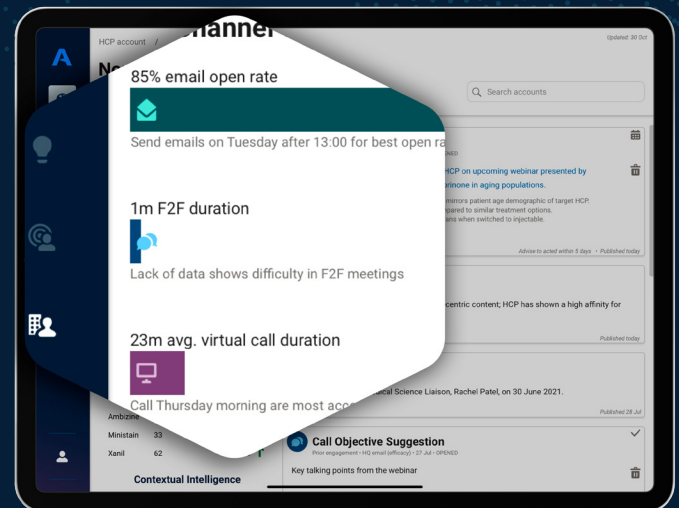 HCP account /
Updated: 30 Oct
Search accounts
85% email open rate
Send emails on Tuesday after 13:00 for best open
1m F2F duration
Lack of data shows difficulty in F2F meetings
23m avg. virtual call duration
Call Thursday morning are most
HCP on upcoming webinar presented by
in aging populations.
mirrors patient age demographic of target HCP.
to similar treatment options.
when switched to injectable.
Advise to acted within 5 days • Published today
centric content; HCP has shown a high affinity for
Published today
Science Liaison, Rachel Patel, on 30 June 2021.
Published 28 Jul
Ambizine
Ministain 33
Xanil 62
Contextual Intelligence
Call Objective Suggestion
Prior engagement • HQ email (efficacy) • 27 Jul • OPENED
Key talking points from the webinar